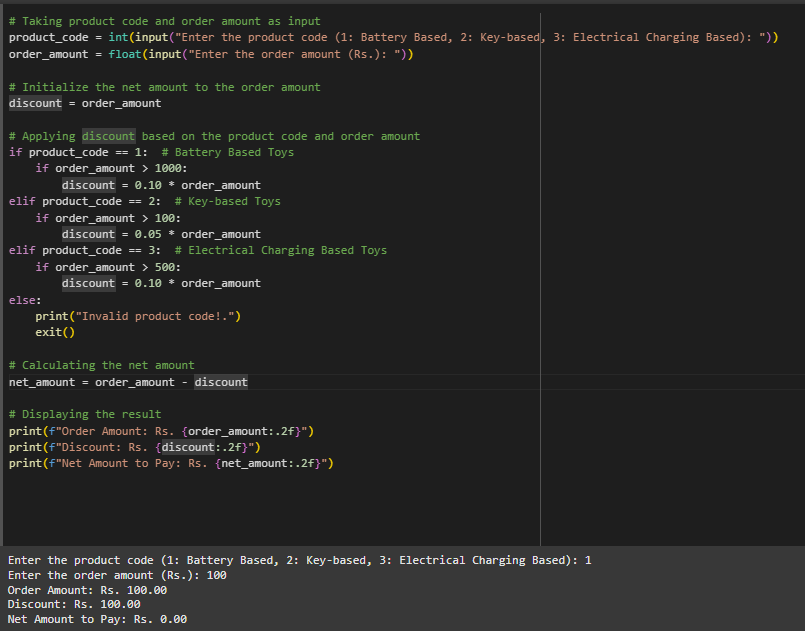 # Taking product code and order amount as input
product_code = int(input("Enter the product code (1: Battery Based, 2: Key-based, 3: Electrical Charging Based): "))
order_amount = float(input("Enter the order amount (Rs.): "))
# Initialize the net amount to the order amount
discount = order_amount
# Applying discount based on the product code and order amount
if product_code == 1:  # Battery Based Toys
    if order_amount > 1000:
        discount = 0.10 * order_amount
elif product_code == 2:  # Key-based Toys
    if order_amount > 100:
        discount = 0.05 * order_amount
elif product_code == 3:  # Electrical Charging Based Toys
    if order_amount > 500:
        discount = 0.10 * order_amount
else:
    print("Invalid product code!.")
    exit()
# Calculating the net amount
net_amount = order_amount - discount
# Displaying the result
print(f"Order Amount: Rs. {order_amount:.2f}")
print(f"Discount: Rs. {discount:.2f}")
print(f"Net Amount to Pay: Rs. {net_amount:.2f}")
Enter the product code (1: Battery Based, 2: Key-based, 3: Electrical Charging Based): 1
Enter the order amount (Rs.): 100
Order Amount: Rs. 100.00
Discount: Rs. 100.00
Net Amount to Pay: Rs. 0.00